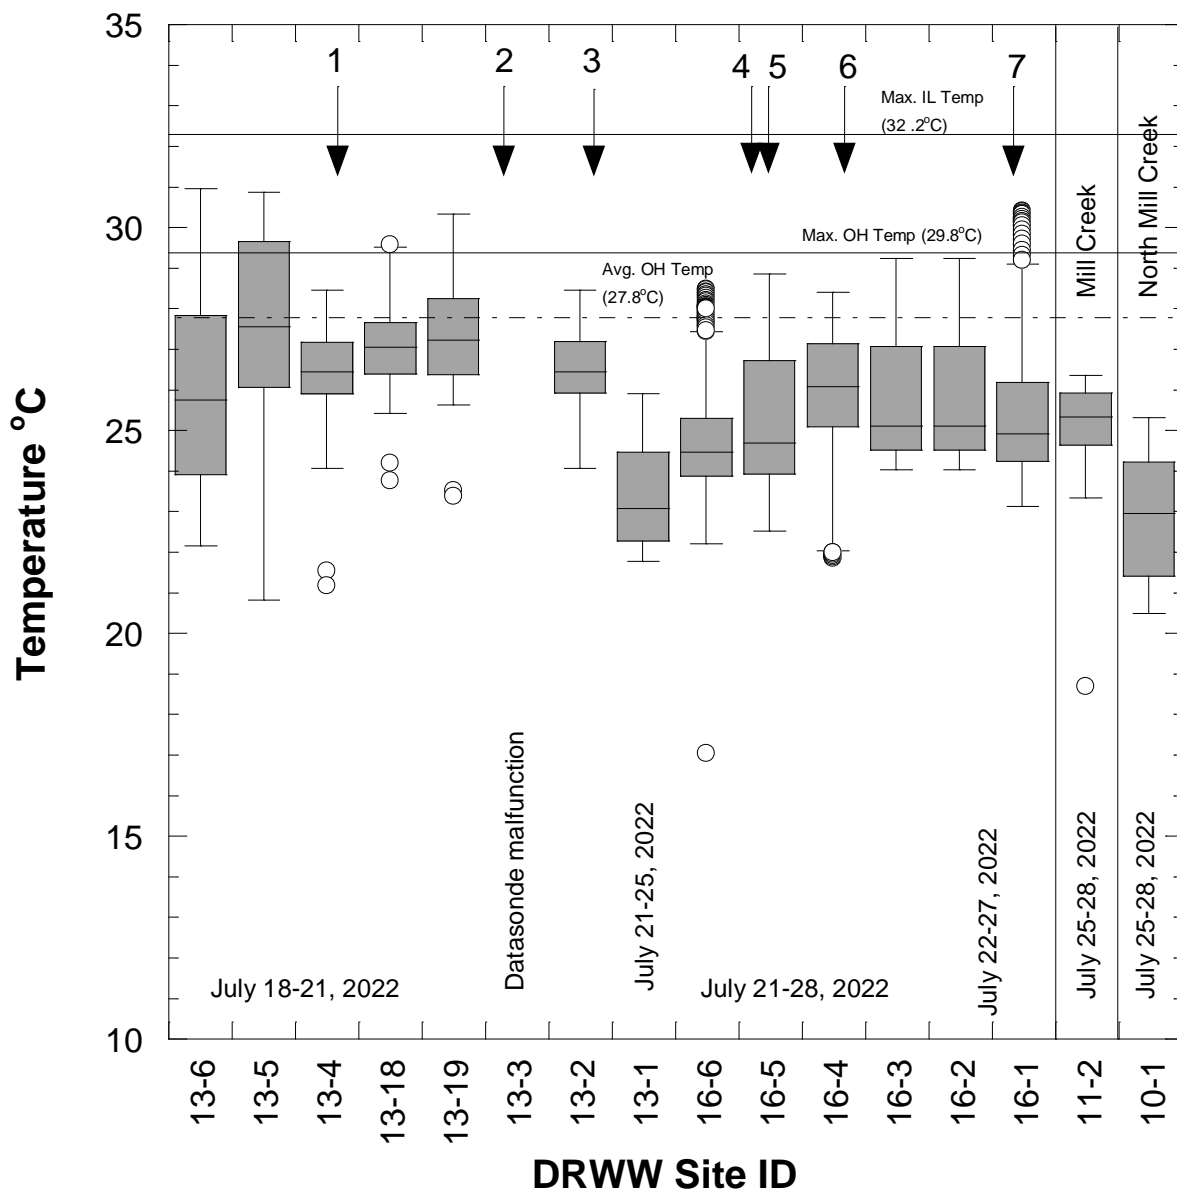 35
30
25
20
15
10
Temperature °C
1
2
3
4
5
6
7
Max. IL Temp
(32 .2°C)
Max. OH Temp (29.8°C)
Avg. OH Temp
(27.8°C)
Mill Creek
North Mill Creek
July 18-21, 2022
Datasonde malfunction
July 21-25, 2022
July 21-28, 2022
July 22-27, 2022
July 25-28, 2022
July 25-28, 2022
13-6
13-5
13-4
13-18
13-19
13-3
13-2
13-1
16-6
16-5
16-4
16-3
16-2
16-1
11-2
10-1
DRWW Site ID